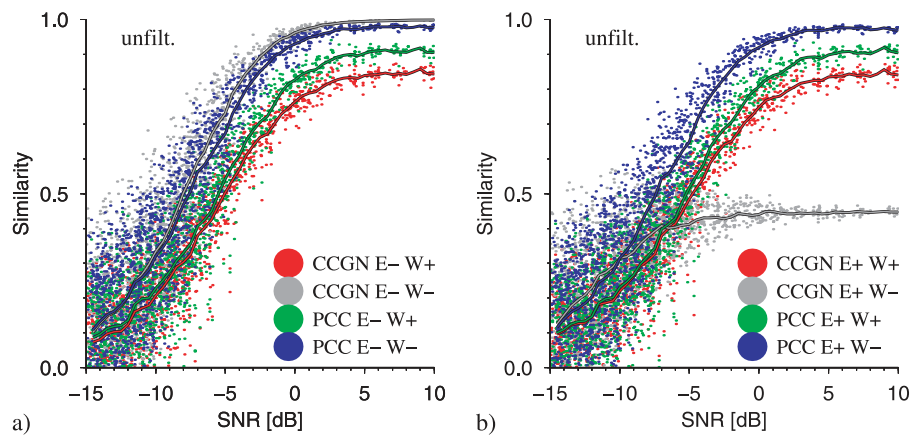 unfilt.
Similarity
1.0
0.5
0.0
CCGN E− W+
CCGN E− W−
PCC E− W+
PCC E− W−
−15 −10 −5 0 5 10
SNR [dB]
a)
unfilt.
Similarity
1.0
0.5
0.0
CCGN E+ W+
CCGN E+ W−
PCC E+ W+
PCC E+ W−
−15 −10 −5 0 5 10
SNR [dB]
b)